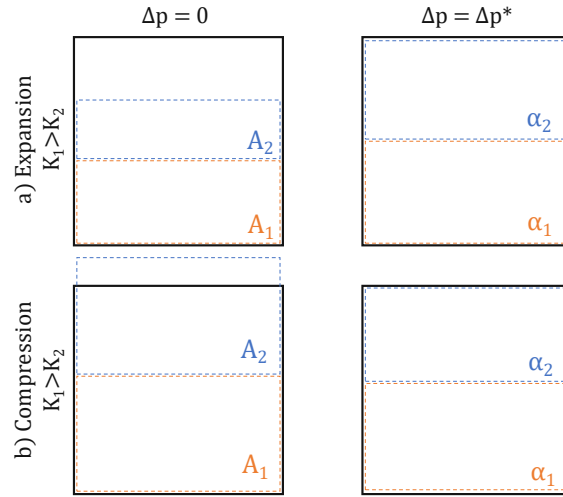 Δp = 0
Δp = Δp*
a) Expansion
K₁>K₂
A₂
A₁
α₂
α₁
b) Compression
K₁>K₂
A₂
A₁
α₂
α₁